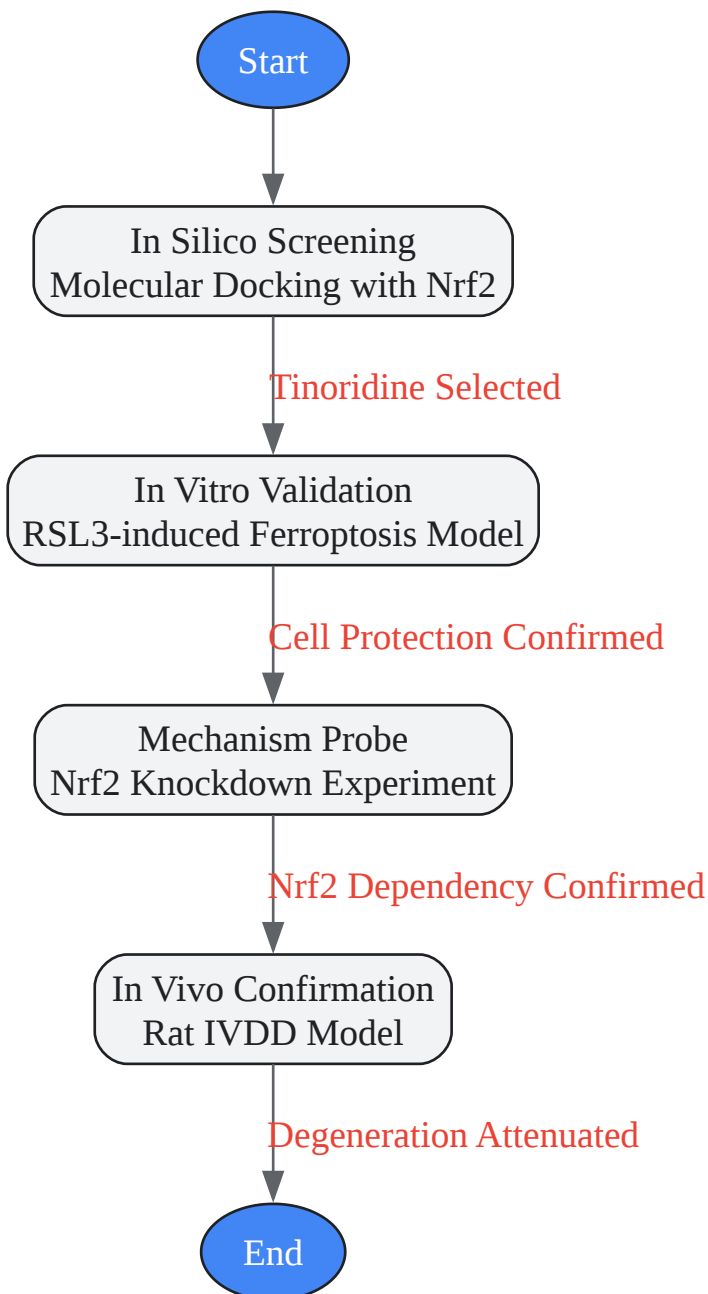 Start
In Silico Screening
Molecular Docking with Nrf2
Tinoridine Selected
In Vitro Validation
RSL3-induced Ferroptosis Model
Cell Protection Confirmed
Mechanism Probe
Nrf2 Knockdown Experiment
Nrf2 Dependency Confirmed
In Vivo Confirmation
Rat IVDD Model
Degeneration Attenuated
End